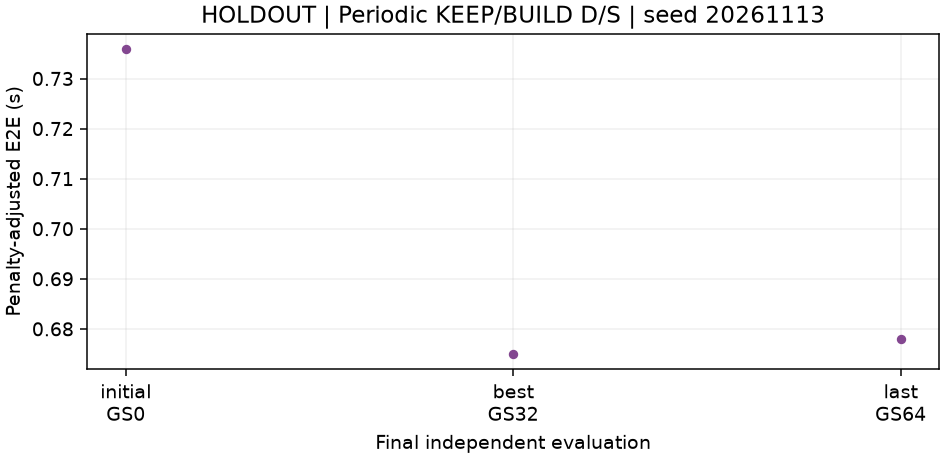 HOLDOUT | Periodic KEEP/BUILD D/S | seed 20261113
Penalty-adjusted E2E (s)
0.73
0.72
0.71
0.70
0.69
0.68
initial
GS0
best
GS32
last
GS64
Final independent evaluation